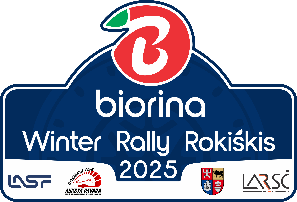 B
biorina
Winter Rally Rokiškis
2025
LASF
LARSČ